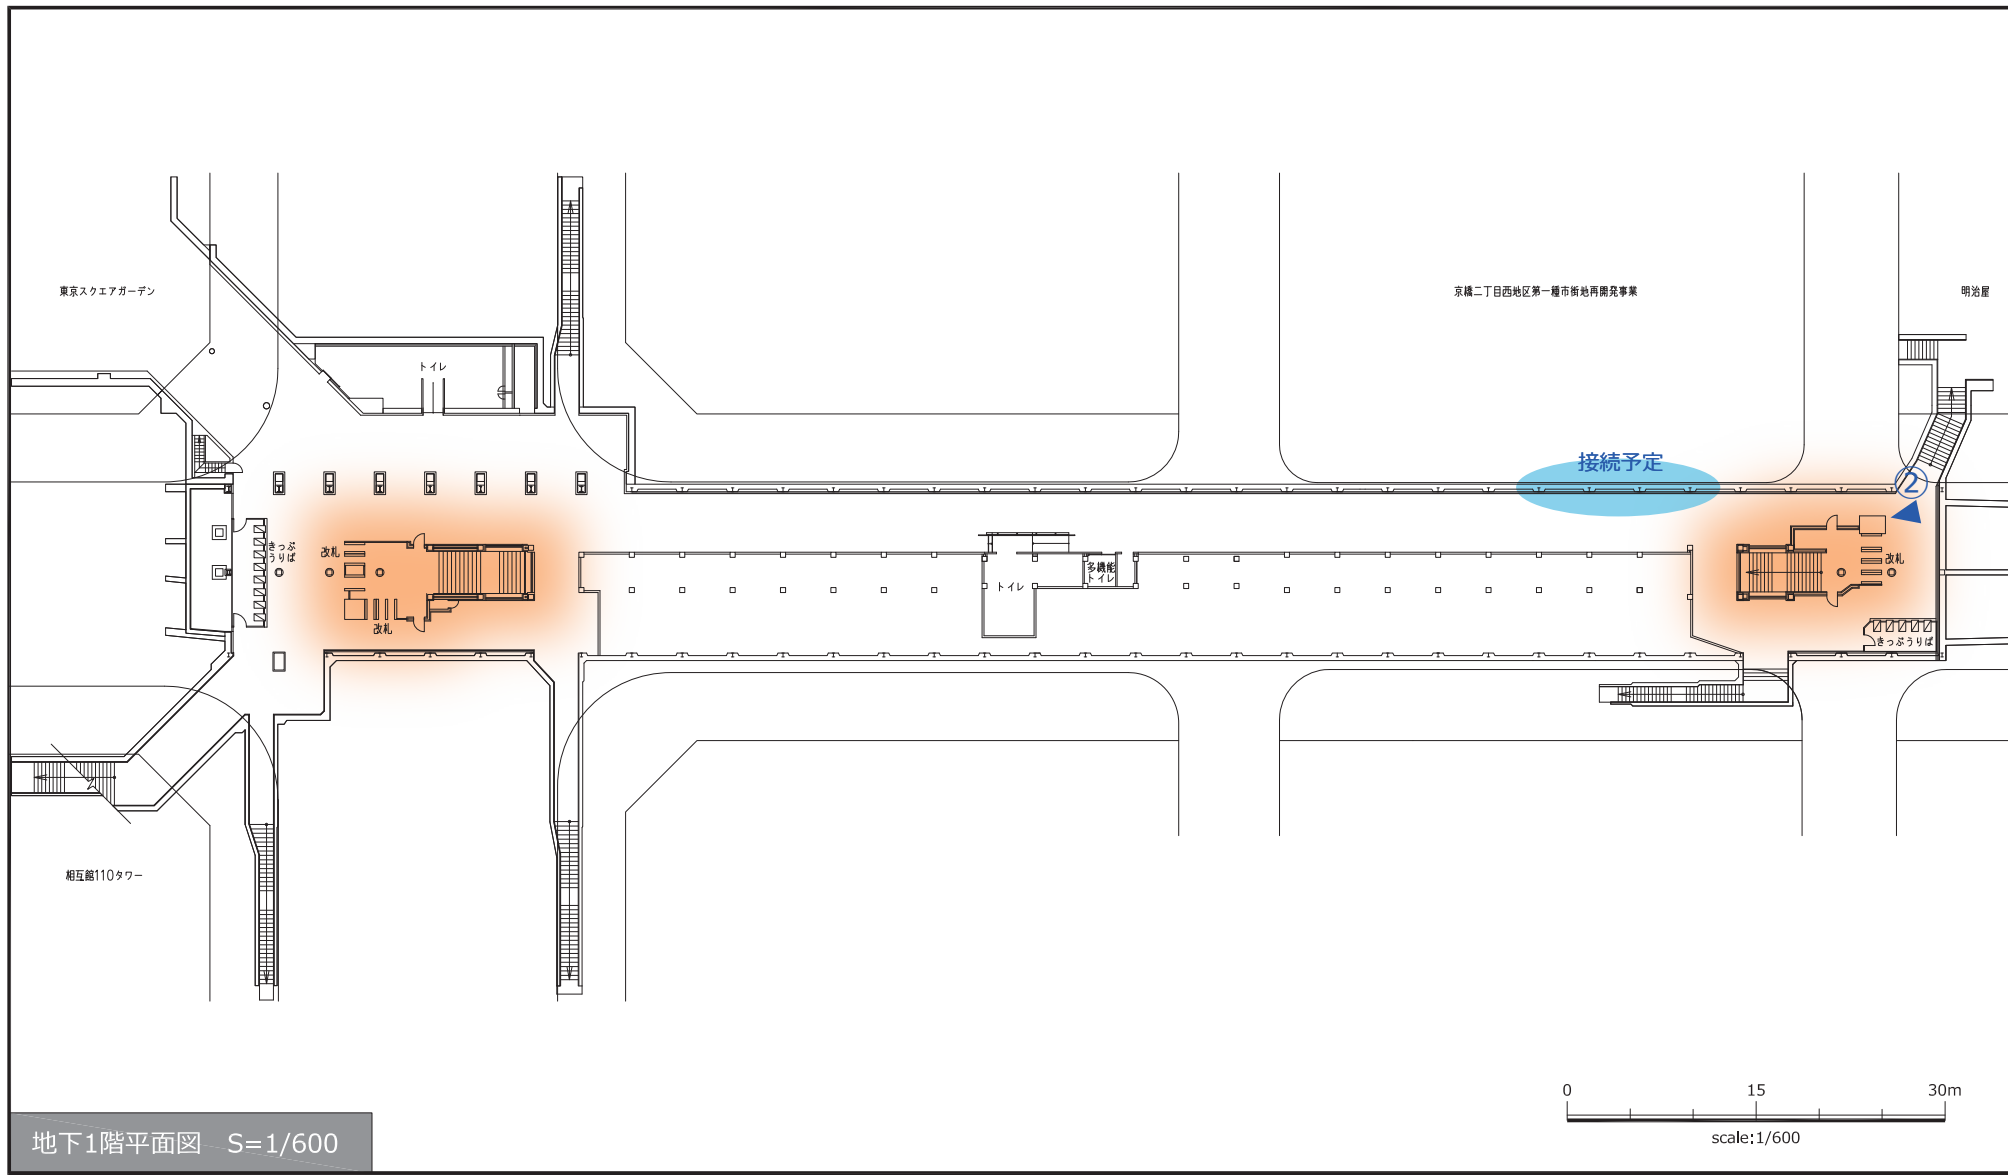 東京スクエアガーデン
京橋二丁目西地区第一種市街地再開発事業
明治屋
トイレ
接続予定
②
きっぷ
うりば
改札
改札
トイレ
多機能
トイレ
改札
きっぷうりば
相互館110タワー
0 15 30m
scale:1/600
地下1階平面図 S=1/600